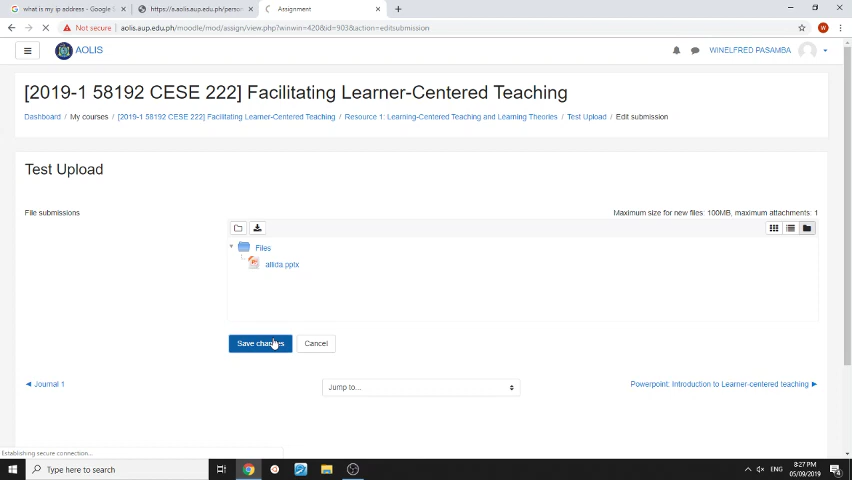 what is my ip address - Google
https://a.aolis.aup.edu.ph/person
Assignment
Not secure
aolis.aup.edu.ph/moodle/mod/assign/view.php?winwin=420&id=903&action=editsubmission
AOLIS
WINELFRED PASAMBA
[2019-1 58192 CESE 222] Facilitating Learner-Centered Teaching
Dashboard / My courses / [2019-1 58192 CESE 222] Facilitating Learner-Centered Teaching / Resource 1: Learning-Centered Teaching and Learning Theories / Test Upload / Edit submission
Test Upload
File submissions
Maximum size for new files: 100MB, maximum attachments: 1
Files
allida.pptx
Save changes
Cancel
◀ Journal 1
Jump to...
Powerpoint: Introduction to Learner-centered teaching ▶
Establishing secure connection...
Type here to search
ENG
8:27 PM
05/09/2019